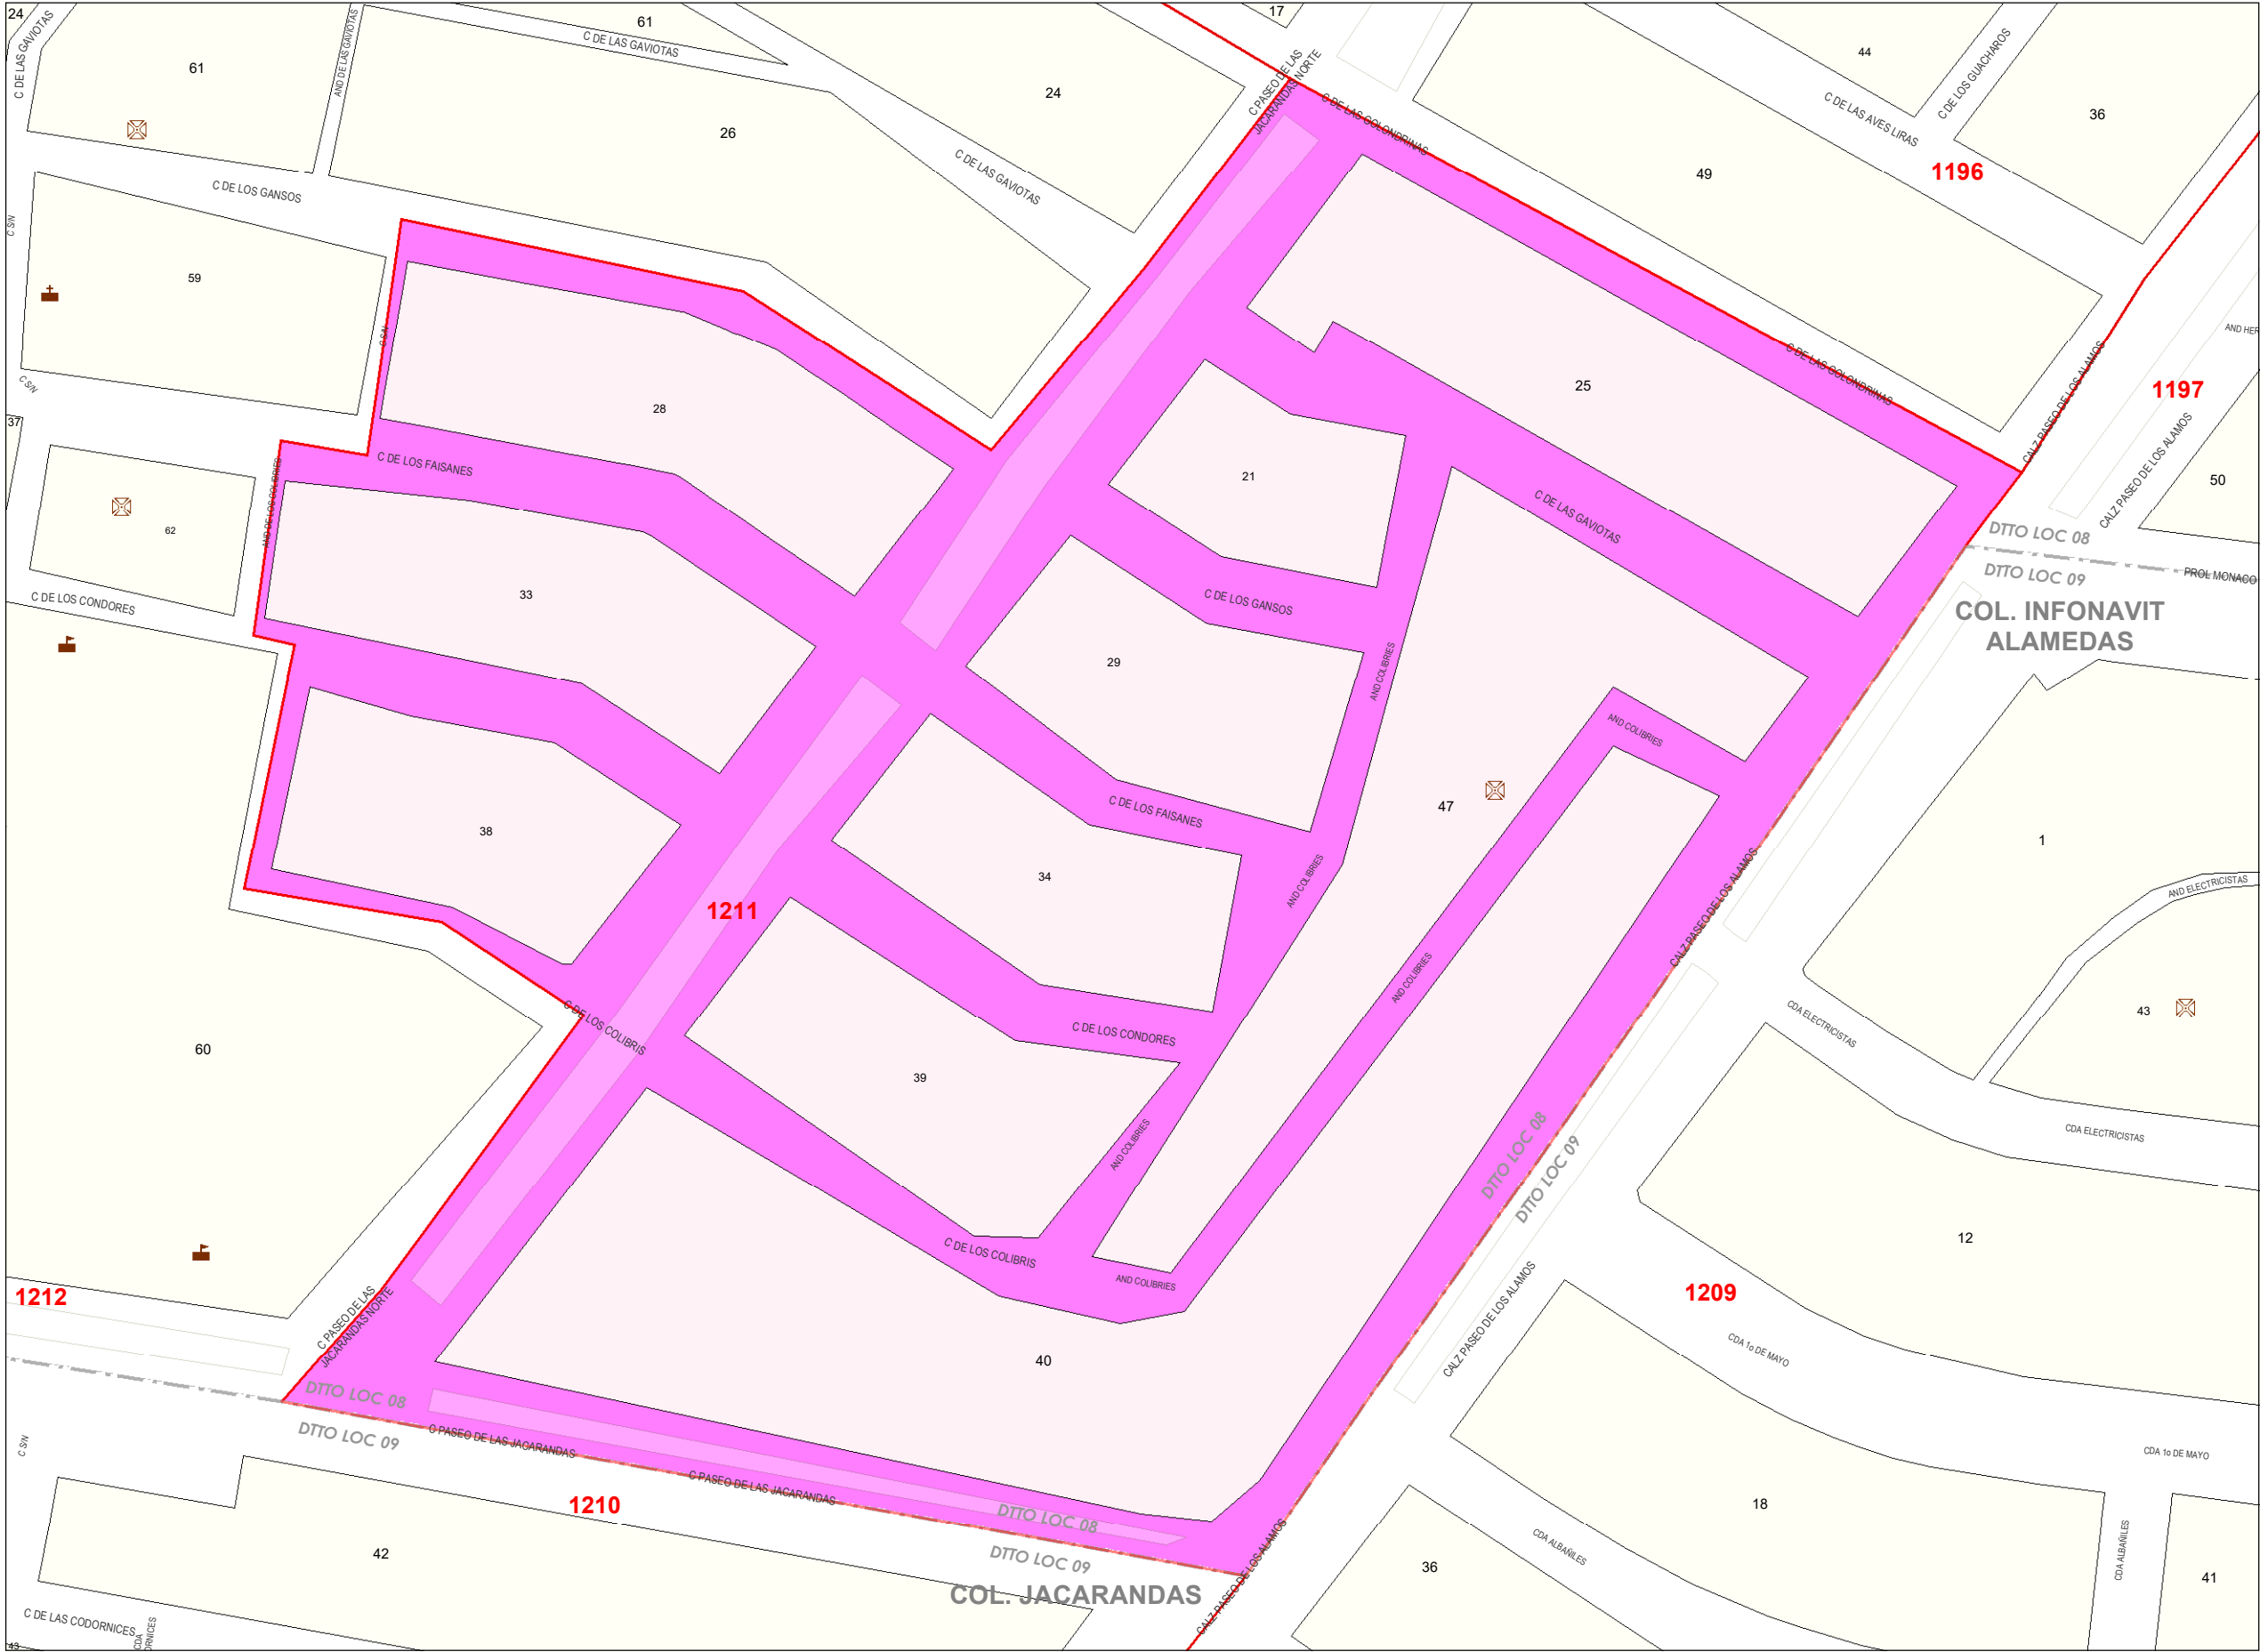 24
C DE LAS GAVIOTAS
61
AND DE LAS GAVIOTAS
61
C DE LAS GAVIOTAS
24
17
C PASEO DE LAS
JACARANDAS NORTE
C DE LAS GOLONDRINAS
44
C DE LOS GUACHAROS
C DE LAS AVES LIRAS
36
26
C DE LAS GAVIOTAS
49
1196
C DE LOS GANSOS
C S/N
59
C S/N
C S/N
28
25
C DE LAS GOLONDRINAS
CALZ PASEO DE LOS ALAMOS
AND HER
1197
CALZ PASEO DE LOS ALAMOS
50
37
C DE LOS FAISANES
AND DE LOS COLIBRIES
21
C DE LAS GAVIOTAS
62
DTTO LOC 08
DTTO LOC 09
PROL MONACO
COL. INFONAVIT
ALAMEDAS
C DE LOS CONDORES
33
C DE LOS GANSOS
29
AND COLIBRIES
AND COLIBRIES
38
C DE LOS FAISANES
47
1
34
AND COLIBRIES
CALZ PASEO DE LOS ALAMOS
AND ELECTRICISTAS
1211
AND COLIBRIES
43
CDA ELECTRICISTAS
C DE LOS COLIBRIS
C DE LOS CONDORES
60
39
AND COLIBRIES
DTTO LOC 08
DTTO LOC 09
CDA ELECTRICISTAS
C DE LOS COLIBRIS
AND COLIBRIES
12
1212
C PASEO DE LAS
JACARANDAS NORTE
CALZ PASEO DE LOS ALAMOS
1209
CDA 1o DE MAYO
40
DTTO LOC 08
DTTO LOC 09
C PASEO DE LAS JACARANDAS
C S/N
CDA 1o DE MAYO
C PASEO DE LAS JACARANDAS
1210
DTTO LOC 08
DTTO LOC 09
18
CDA ALBAÑILES
CDA ALBAÑILES
42
36
41
COL. JACARANDAS
CALZ PASEO DE LOS ALAMOS
C DE LAS CODORNICES
CDA
ORNICES
43